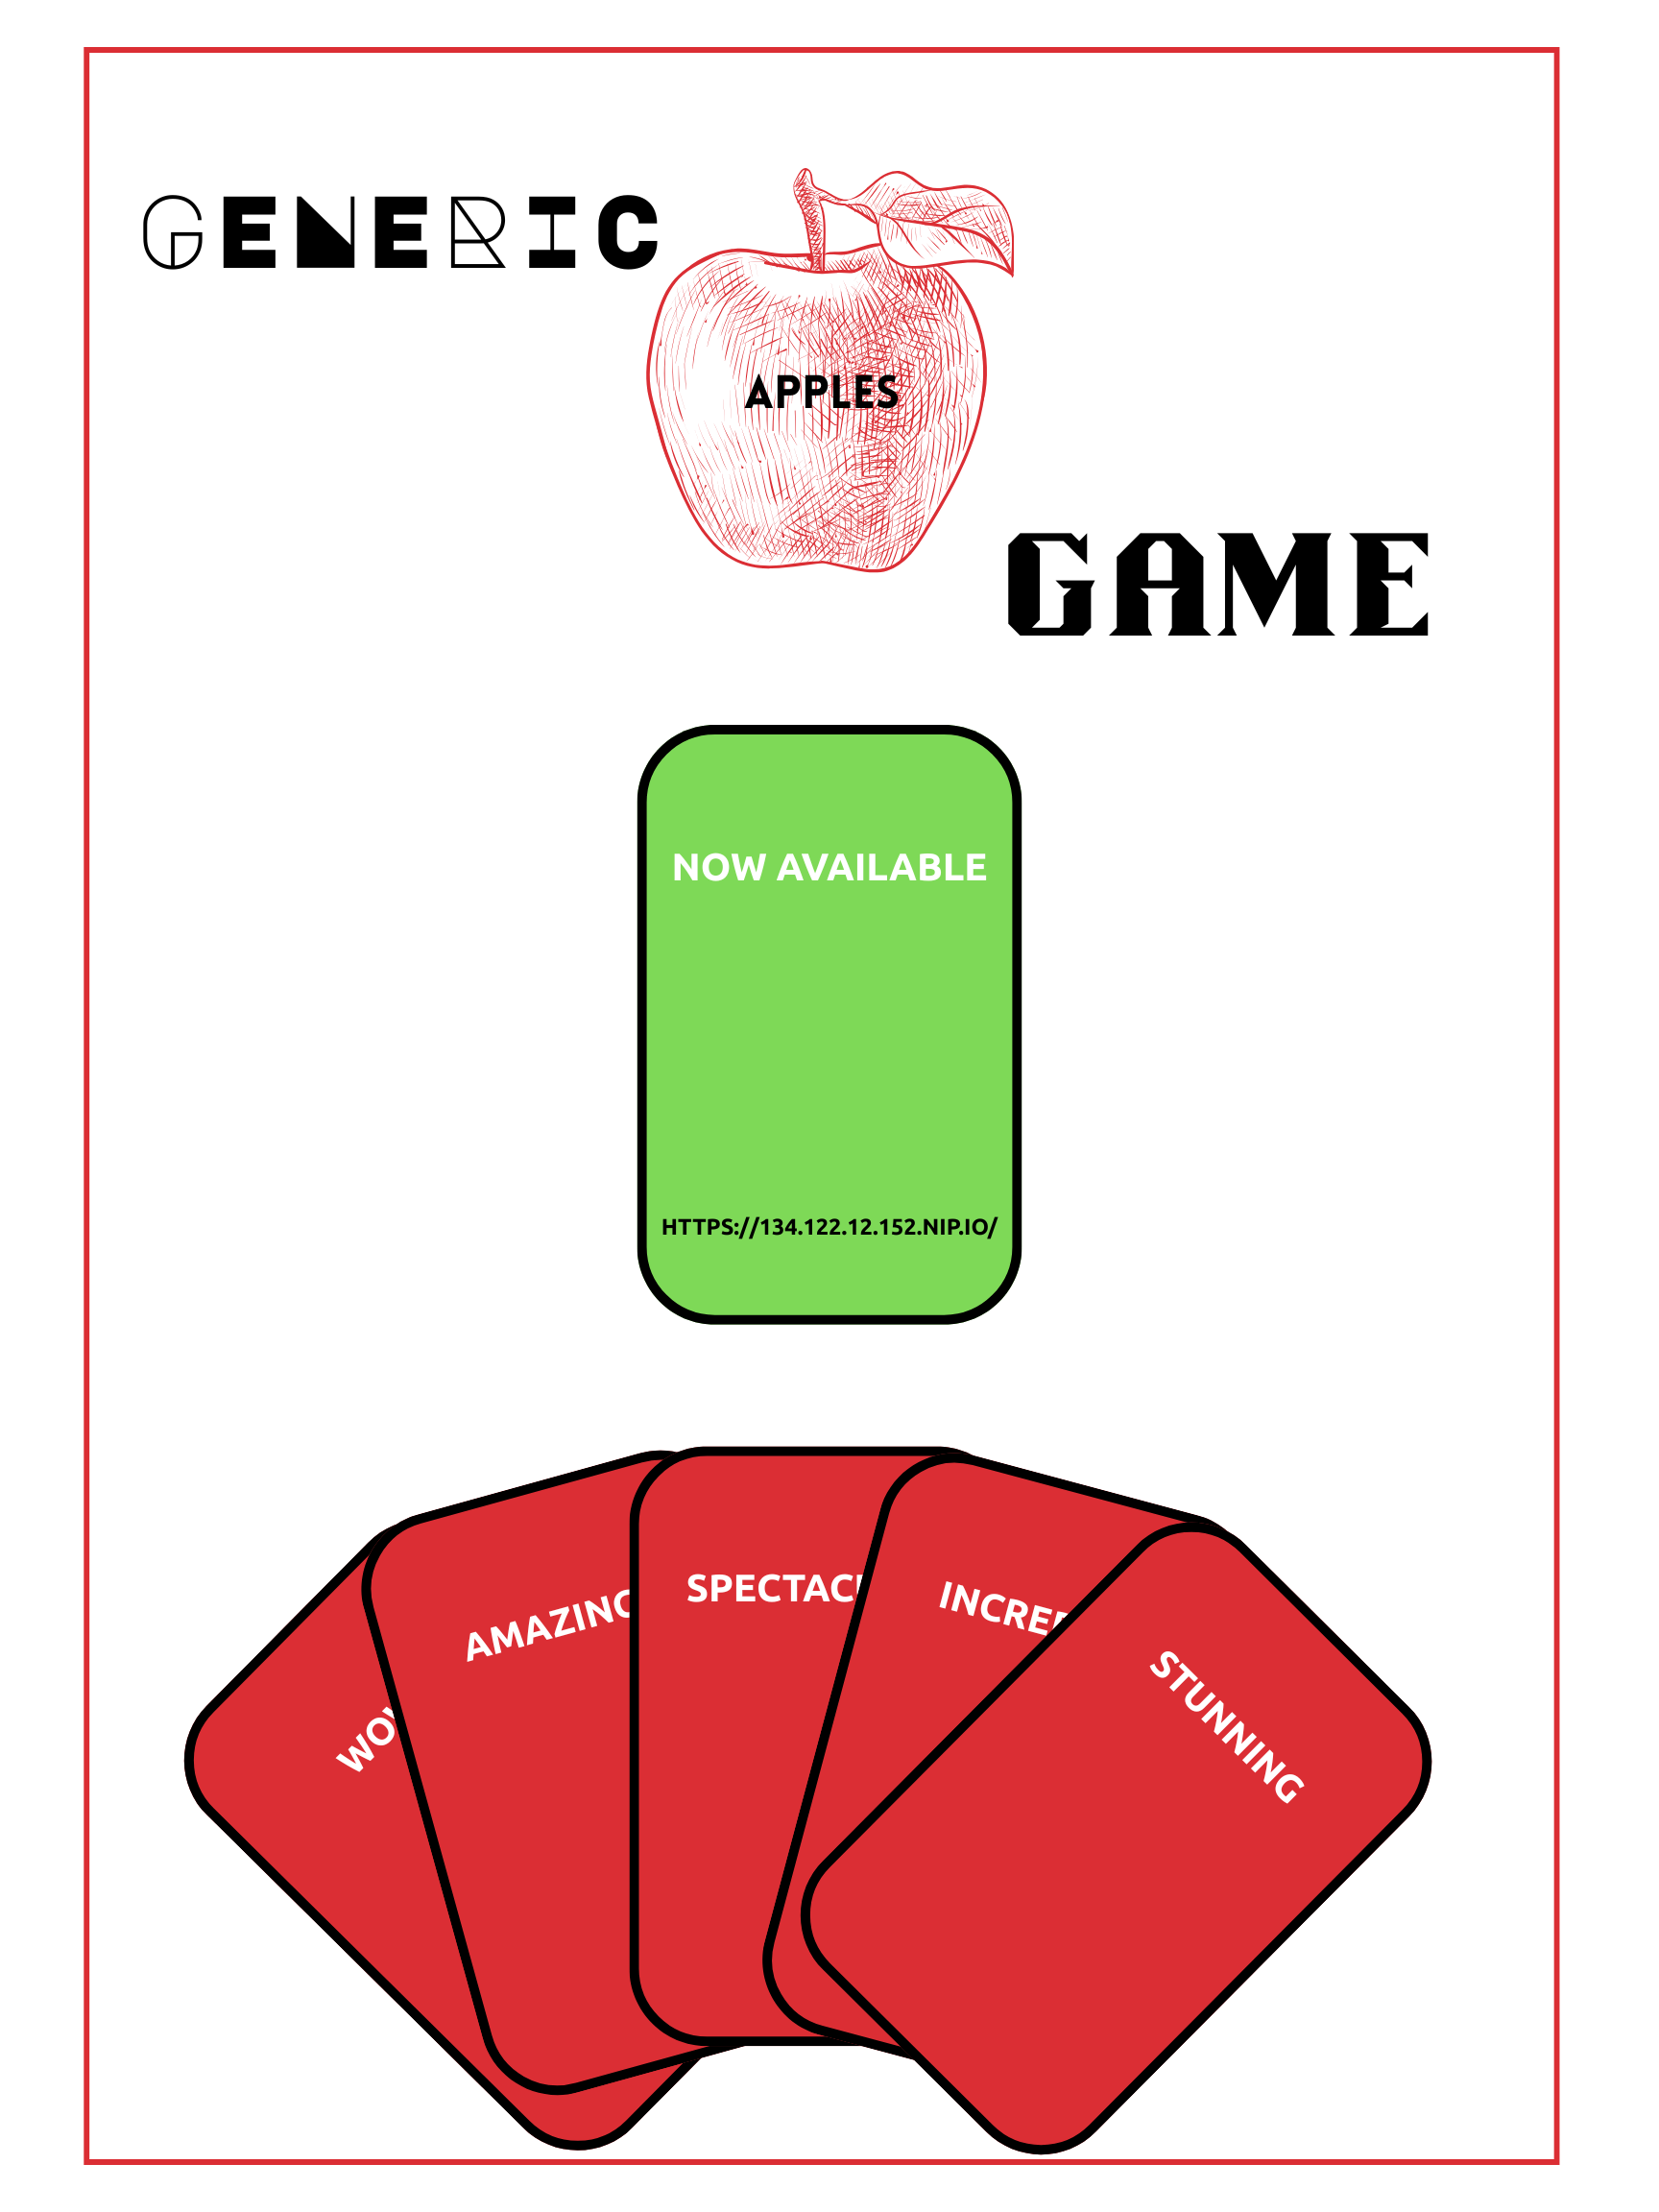 GENERIC
APPLES
GAME
NOW AVAILABLE
HTTPS://134.122.12.152.NIP.IO/
AMAZING
STUNNING